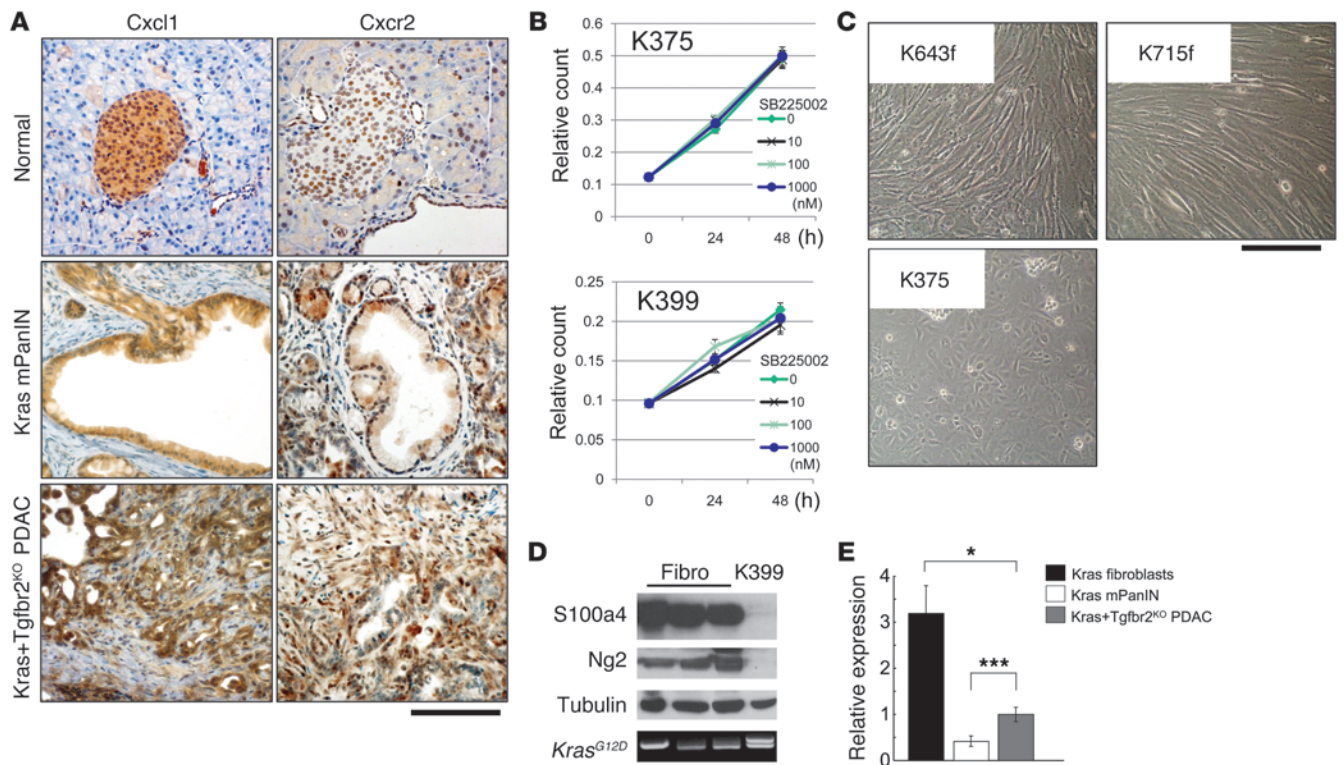 A
Cxcl1
Cxcr2
Normal
Kras mPanIN
Kras+Tgfbr2KO PDAC
B
K375
Relative count
0.6
0.5
0.4
0.3
0.2
0.1
0
SB225002
0
10
100
1000
(nM)
0 24 48 (h)
K399
Relative count
0.25
0.2
0.15
0.1
0.05
0
SB225002
0
10
100
1000
(nM)
0 24 48 (h)
C
K643f
K715f
K375
D
Fibro K399
S100a4
Ng2
Tubulin
KrasG12D
E
Relative expression
4
3
2
1
0
*
***
Kras fibroblasts
Kras mPanIN
Kras+Tgfbr2KO PDAC